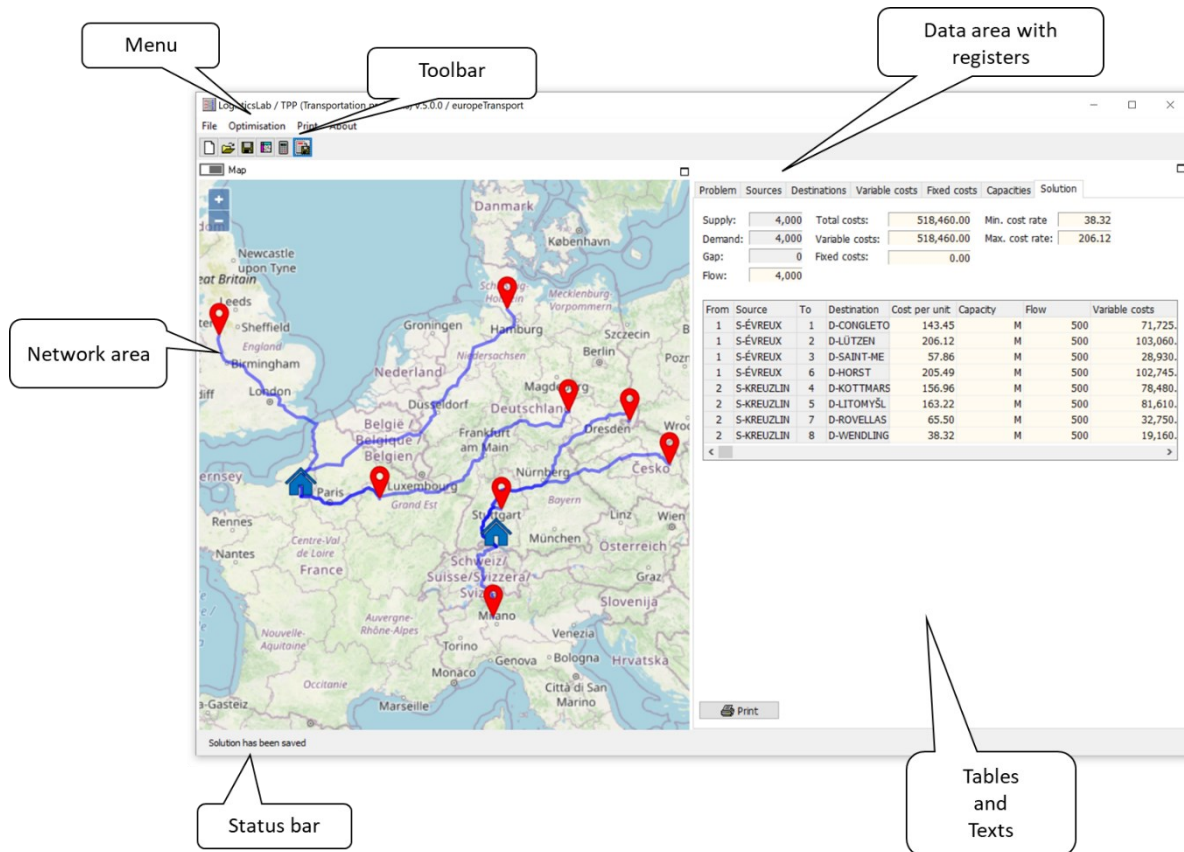 Menu
Data area with
registers
Toolbar
LogisticsLab / TPP (Transportation v.5.0.0 / europeTransport
File Optimisation Print About
Map
Problem Sources Destinations Variable costs Fixed costs Capacities Solution
Supply: 4,000 Total costs: 518,460.00 Min. cost rate 38.32
Demand: 4,000 Variable costs: 518,460.00 Max. cost rate: 206.12
Gap: 0 Fixed costs: 0.00
Flow: 4,000
From Source To Destination Cost per unit Capacity Flow Variable costs
1 S-ÉVREUX 1 D-CONGLETO 143.45 M 500 71,725.
1 S-ÉVREUX 2 D-LÜTZEN 206.12 M 500 103,060.
1 S-ÉVREUX 3 D-SAINT-ME 57.86 M 500 28,930.
1 S-ÉVREUX 6 D-HORST 205.49 M 500 102,745.
2 S-KREUZLIN 4 D-KOTTMARS 156.96 M 500 78,480.
2 S-KREUZLIN 5 D-LITOMYŠL 163.22 M 500 81,610.
2 S-KREUZLIN 7 D-ROVELLAS 65.50 M 500 32,750.
2 S-KREUZLIN 8 D-WENDLING 38.32 M 500 19,160.
Print
Network area
+
−
Danmark
København
Newcastle
upon Tyne
eat Britain
Leeds
Sheffield
England
Birmingham
London
diff
Groningen
Hamburg
Mecklenburg-
Vorpommern
Szczecin
Berlin
Pozn
Niedersachsen
Nederland
Düsseldorf
Deutschland
België /
Belgique /
Belgien
Frankfurt
am Main
Dresden
Wroc
Česko
Nürnberg
Luxembourg
Grand Est
Paris
ernsey
Rennes
Nantes
Centre-Val
de Loire
France
Bayern
Linz
Wien
München
Österreich
Schweiz/
Suisse/Svizzera/
Graz
Slovenija
Milano
Auvergne-
Rhône-Alpes
Nouvelle-
Aquitaine
Torino
Venezia
Genova
Bologna
Hrvatska
Monaco
Occitanie
Città di San
Marino
a-Gasteiz
Marseille
Solution has been saved
Status bar
Tables
and
Texts